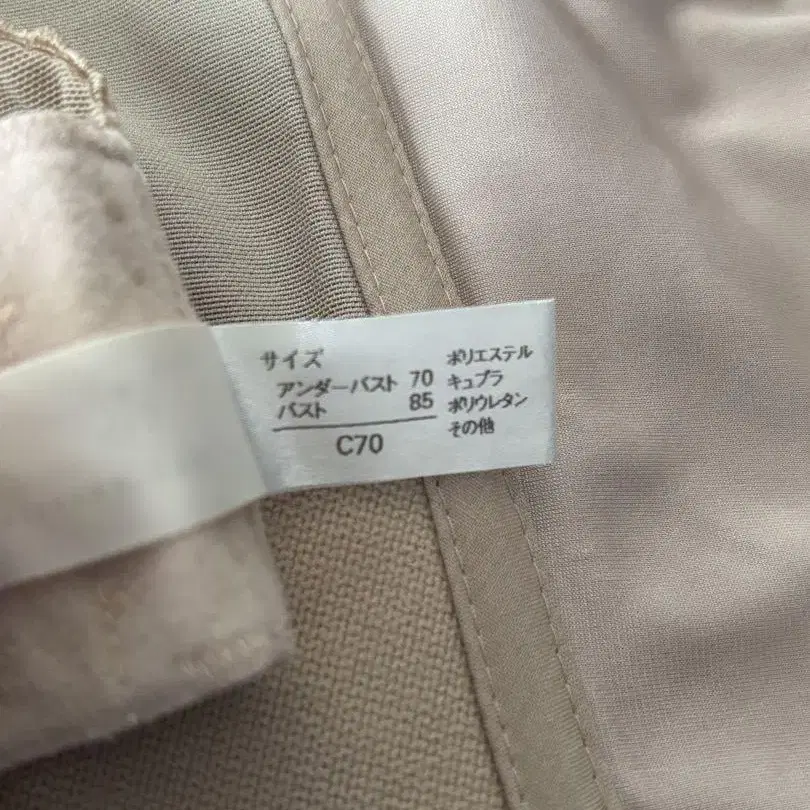 サイズ
アンダーバスト 70
バスト 85
C70
ポリエステル
キュプラ
ポリウレタン
その他